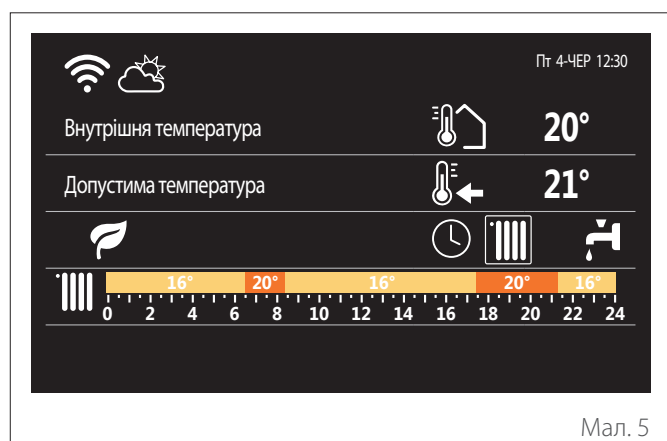 Пт 4-ЧЕР 12:30
Внутрішня температура 20°
Допустима температура 21°
16° 20° 16° 20° 16°
0 2 4 6 8 10 12 14 16 18 20 22 24
Мал. 5